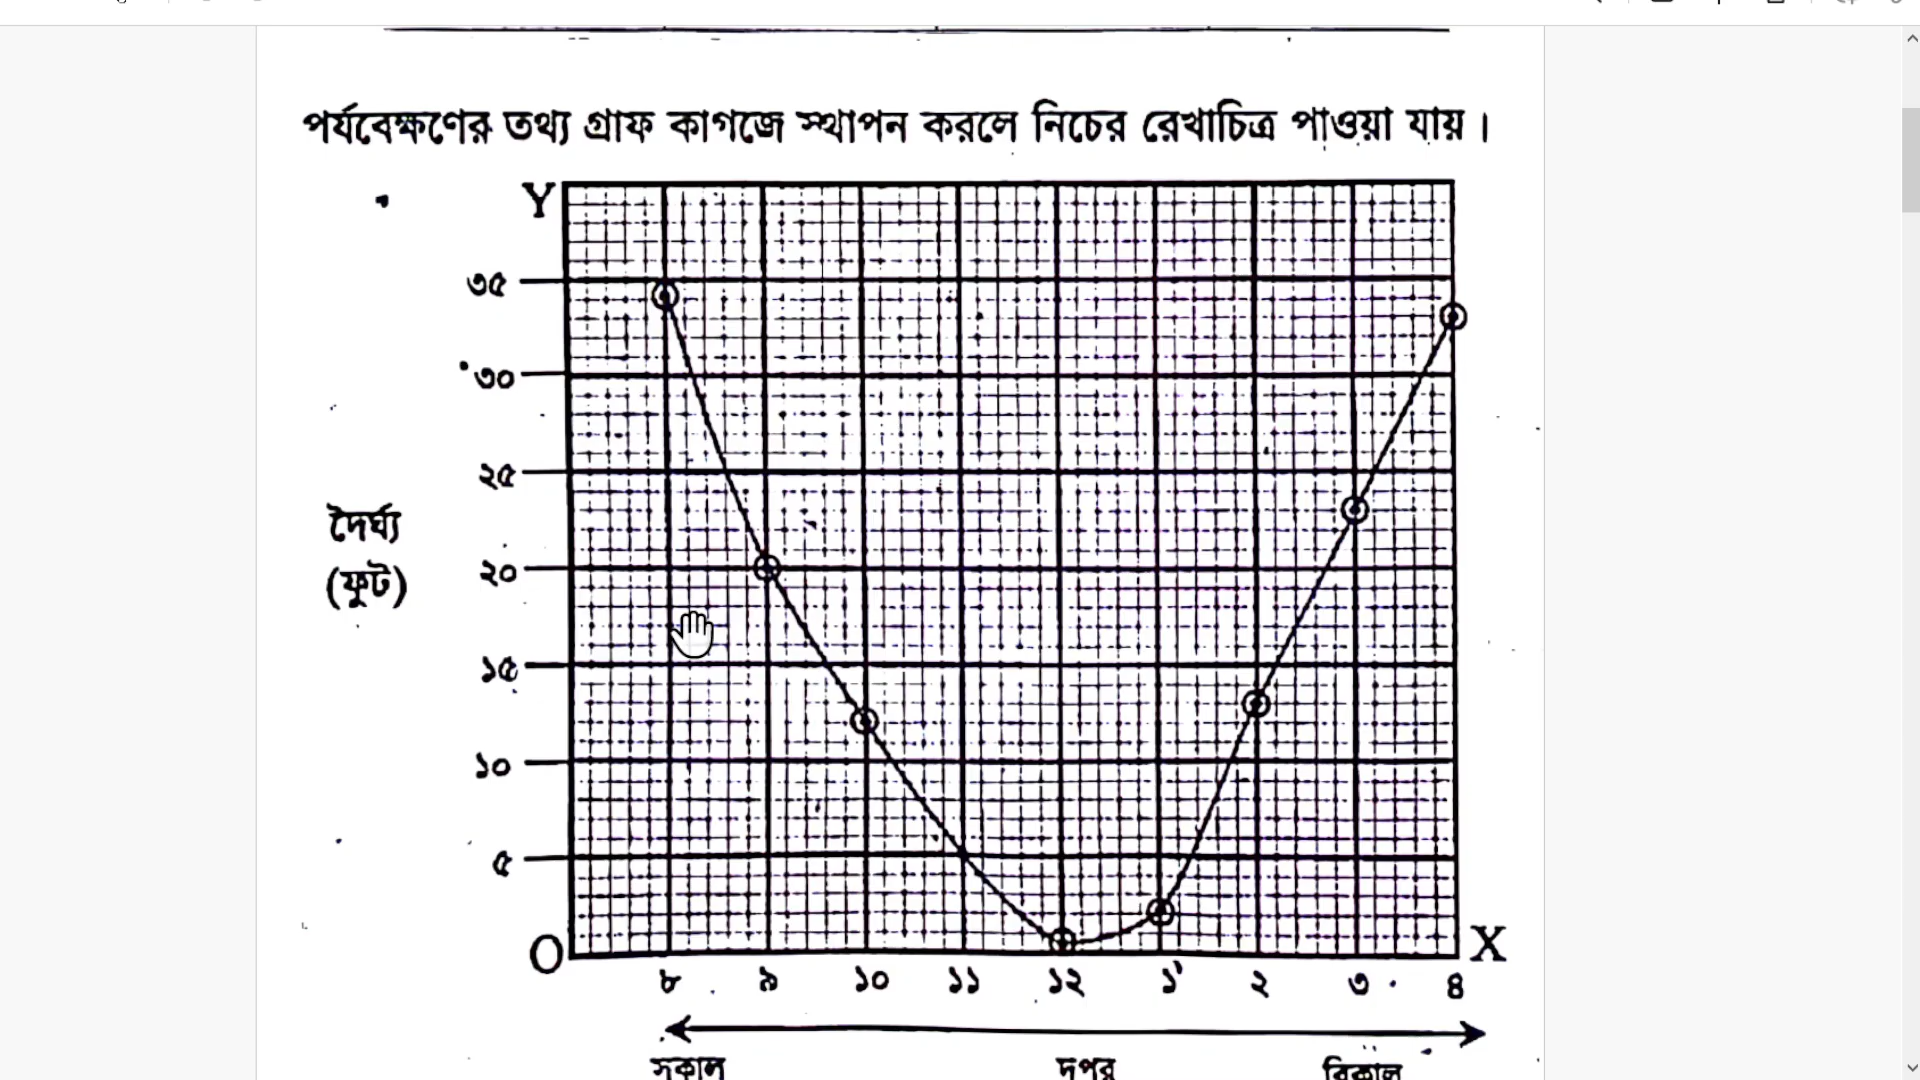 পর্যবেক্ষণের তথ্য গ্রাফ কাগজে স্থাপন করলে নিচের রেখাচিত্র পাওয়া যায়।
Y
৩৫
৩০
২৫
দৈর্ঘ্য
(ফুট)
২০
১৫
১০
৫
O
X
৮ ৯ ১০ ১১ ১২ ১ ২ ৩ ৪
সকাল দুপুর বিকাল